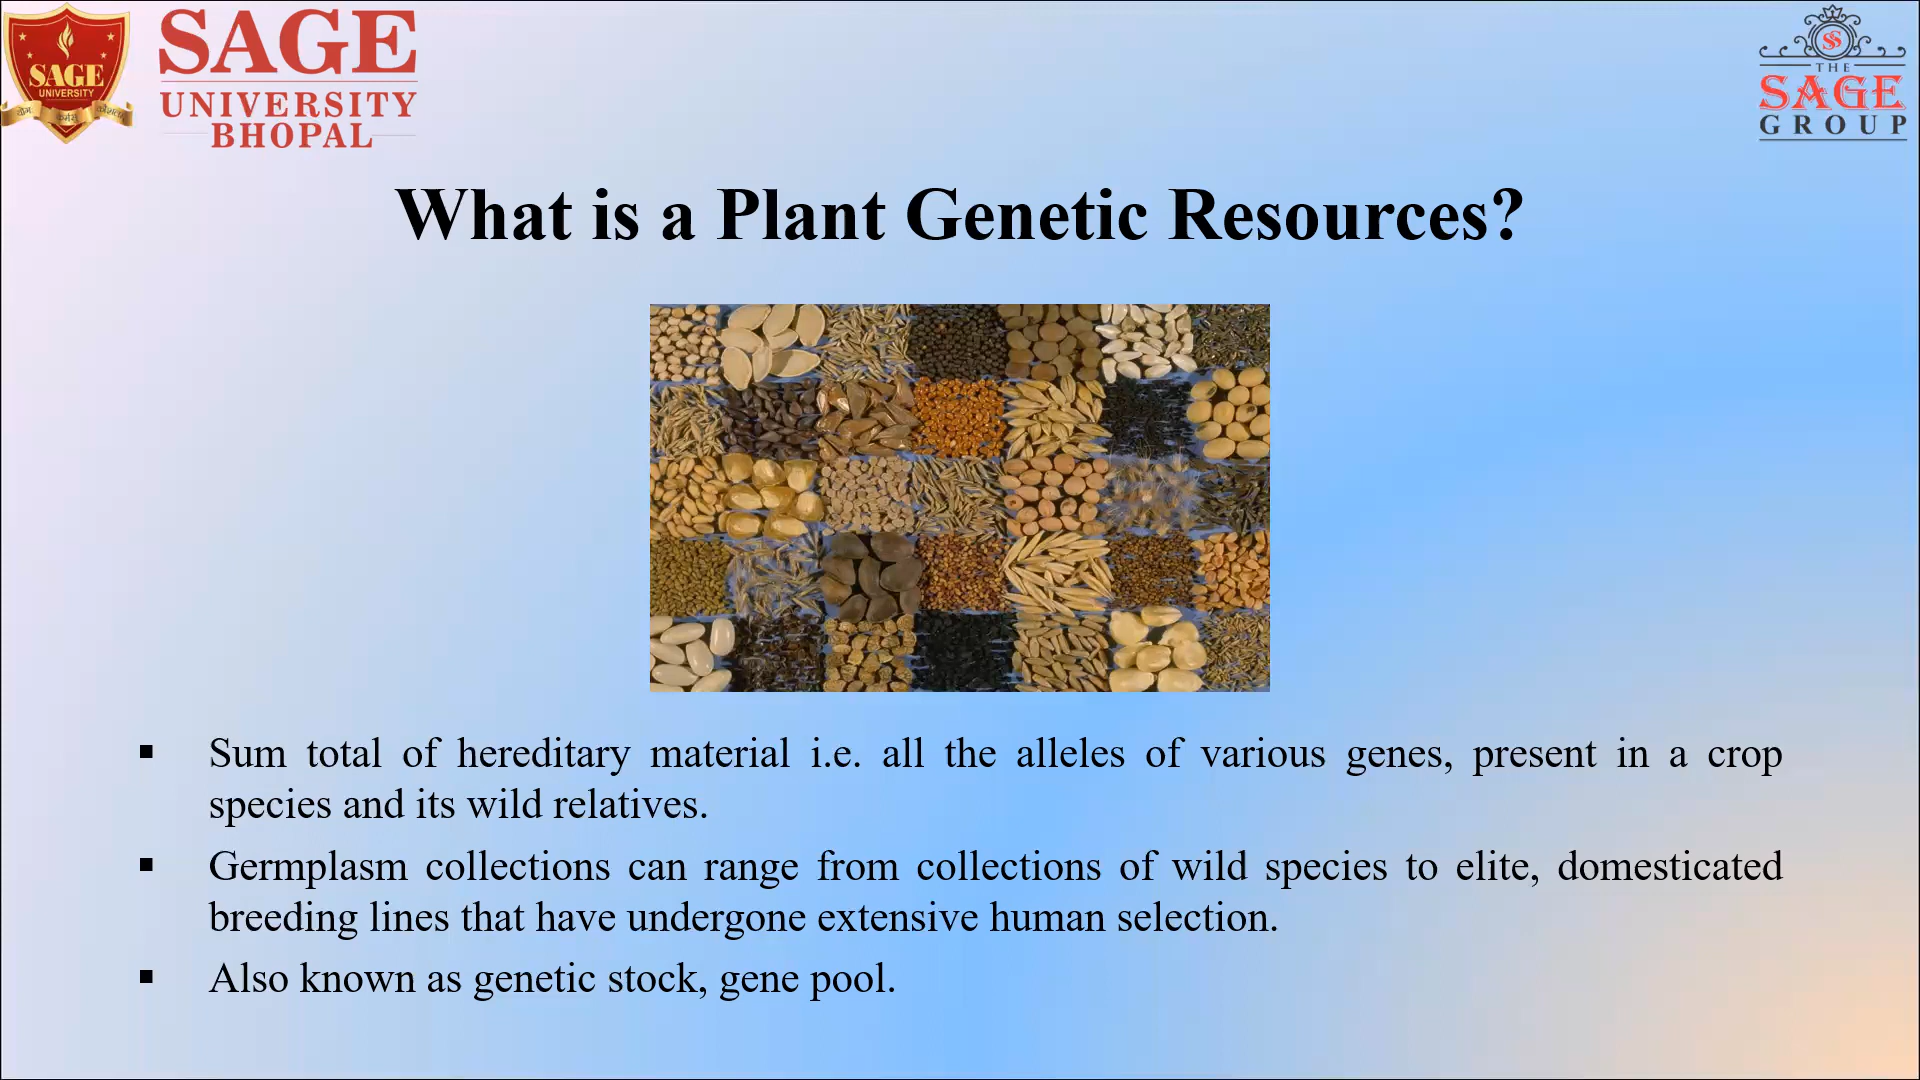 SAGE
UNIVERSITY
SAGE
UNIVERSITY
BHOPAL
SS
THE
SAGE
GROUP
What is a Plant Genetic Resources?
▪ Sum total of hereditary material i.e. all the alleles of various genes, present in a crop
species and its wild relatives.
▪ Germplasm collections can range from collections of wild species to elite, domesticated
breeding lines that have undergone extensive human selection.
▪ Also known as genetic stock, gene pool.